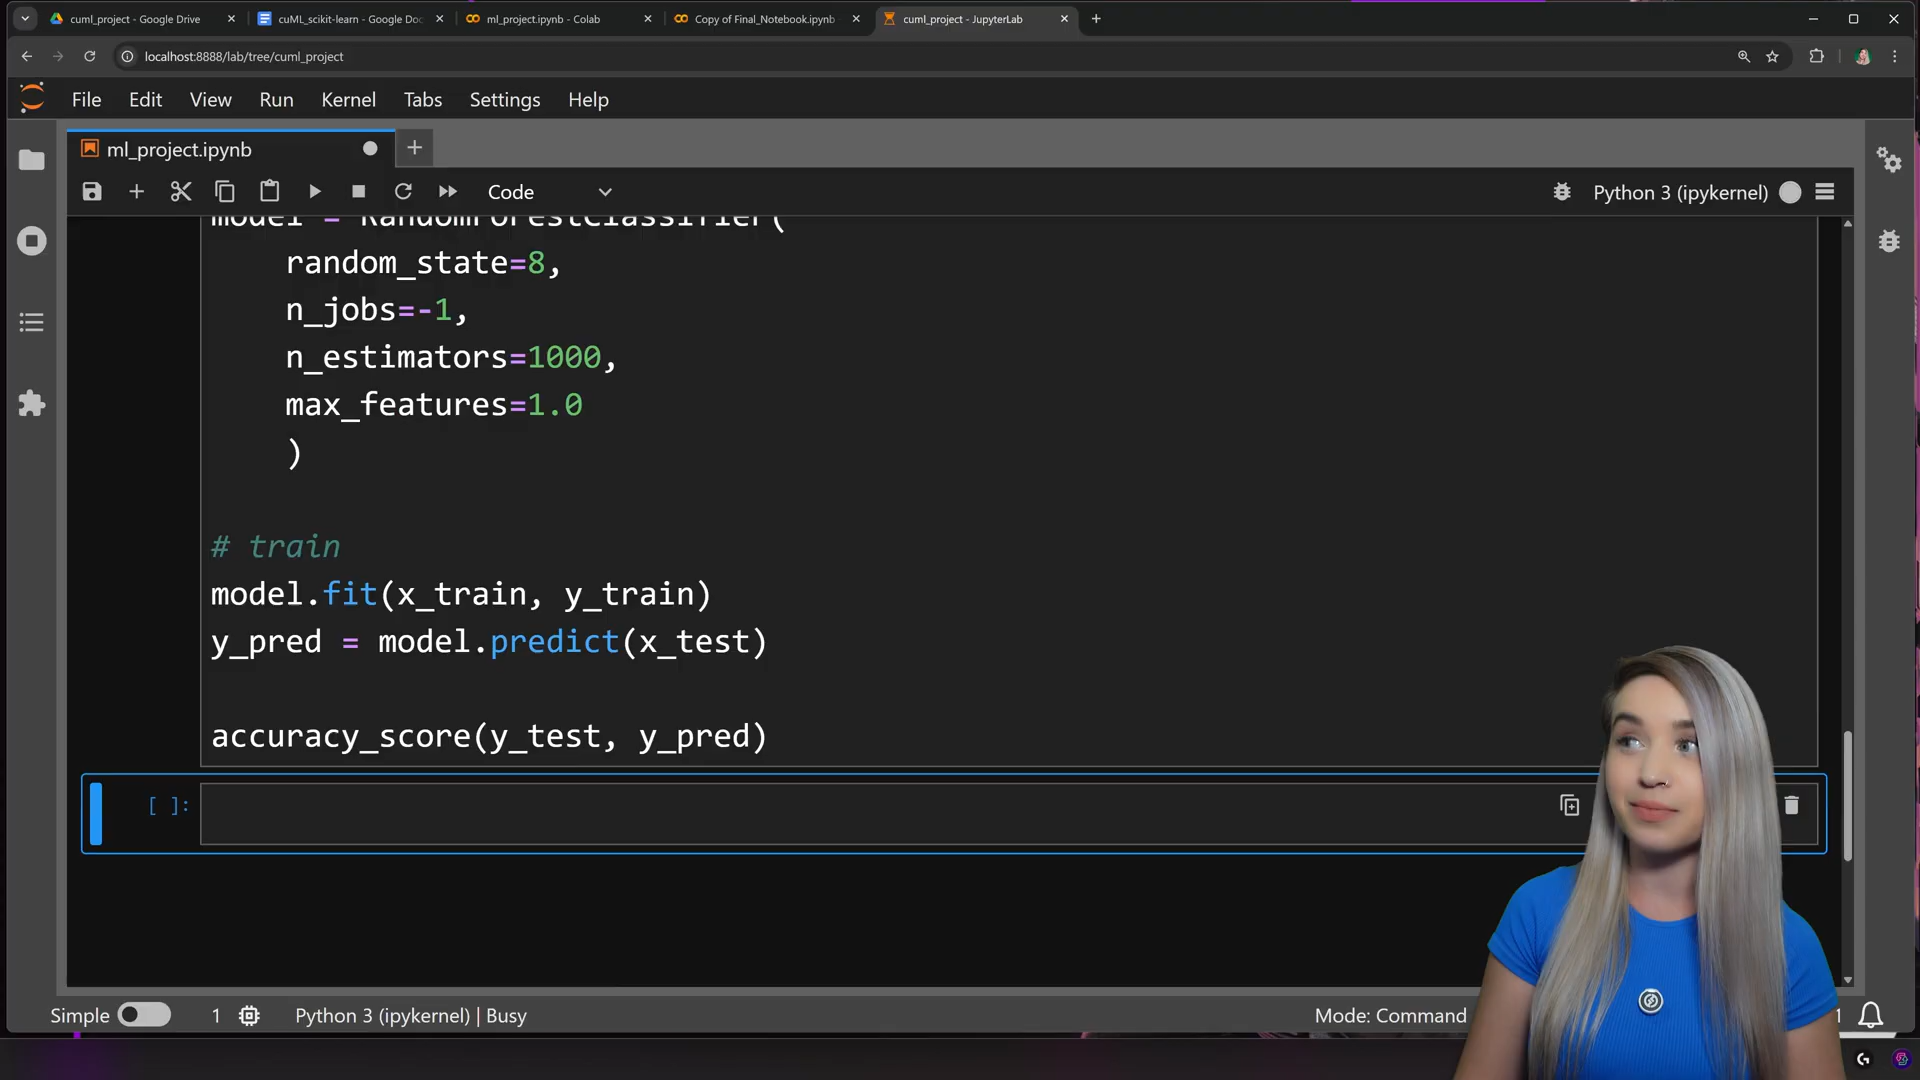 cuml_project - Google Drive
cuML_scikit-learn - Google Doc
ml_project.ipynb - Colab
Copy of Final_Notebook.ipynb
cuml_project - JupyterLab
localhost:8888/lab/tree/cuml_project
File Edit View Run Kernel Tabs Settings Help
ml_project.ipynb
Code
Python 3 (ipykernel)
model = RandomForestClassifier(
random_state=8,
n_jobs=-1,
n_estimators=1000,
max_features=1.0
)
# train
model.fit(x_train, y_train)
y_pred = model.predict(x_test)
accuracy_score(y_test, y_pred)
[ ]:
Simple 1 Python 3 (ipykernel) | Busy Mode: Command 1